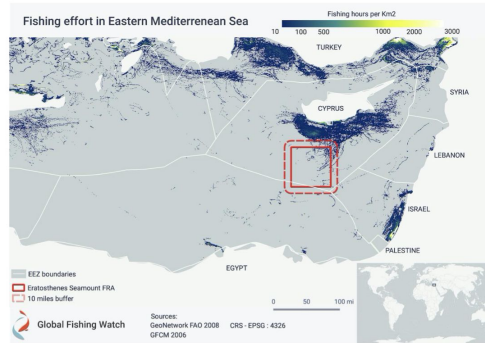 Fishing effort in Eastern Mediterranean Sea
Fishing hours per Km2
10 100 500 1000 2000 3000
TURKEY
SYRIA
CYPRUS
LEBANON
ISRAEL
PALESTINE
EGYPT
EEZ boundaries
Eratosthenes Seamount FRA
10 miles buffer
0 50 100 mi
Global Fishing Watch
Sources:
GeoNetwork FAO 2008 CRS - EPSG : 4326
GFCM 2006